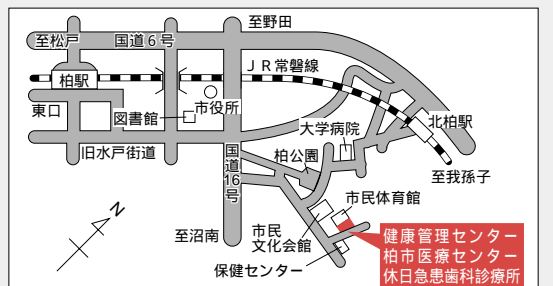 至野田
至松戸
国道６号
ＪＲ常磐線
柏駅
東口
図書館
市役所
大学病院
北柏駅
旧水戸街道
国道16号
柏公園
至我孫子
市民体育館
至沼南
市民
文化会館
保健センター
健康管理センター
柏市医療センター
休日急患歯科診療所
N